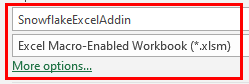 SnowflakeExcelAddin
Excel Macro-Enabled Workbook (*.xlsm)
More options...